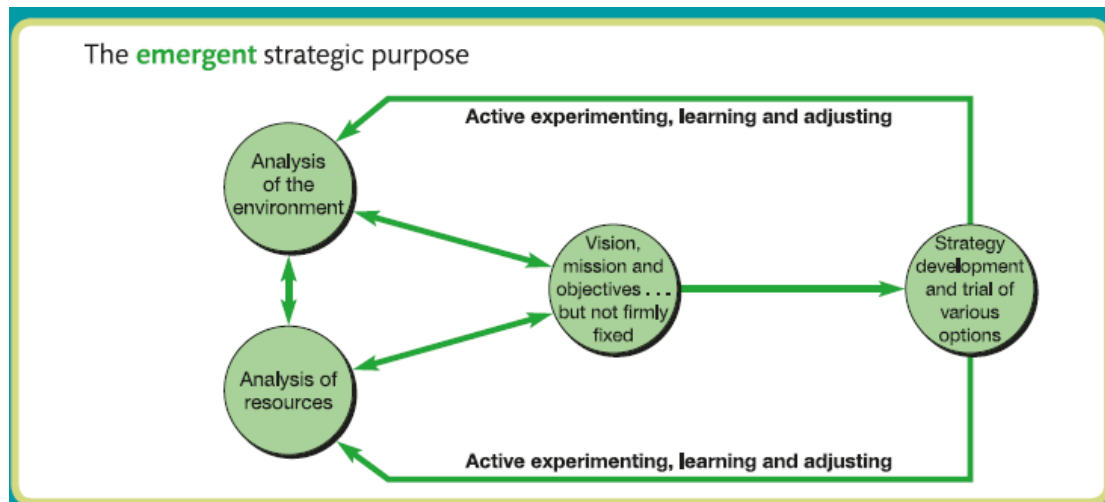 The emergent strategic purpose
Active experimenting, learning and adjusting
Analysis
of the
environment
Vision,
mission and
objectives . . .
but not firmly
fixed
Strategy
development
and trial of
various
options
Analysis of
resources
Active experimenting, learning and adjusting